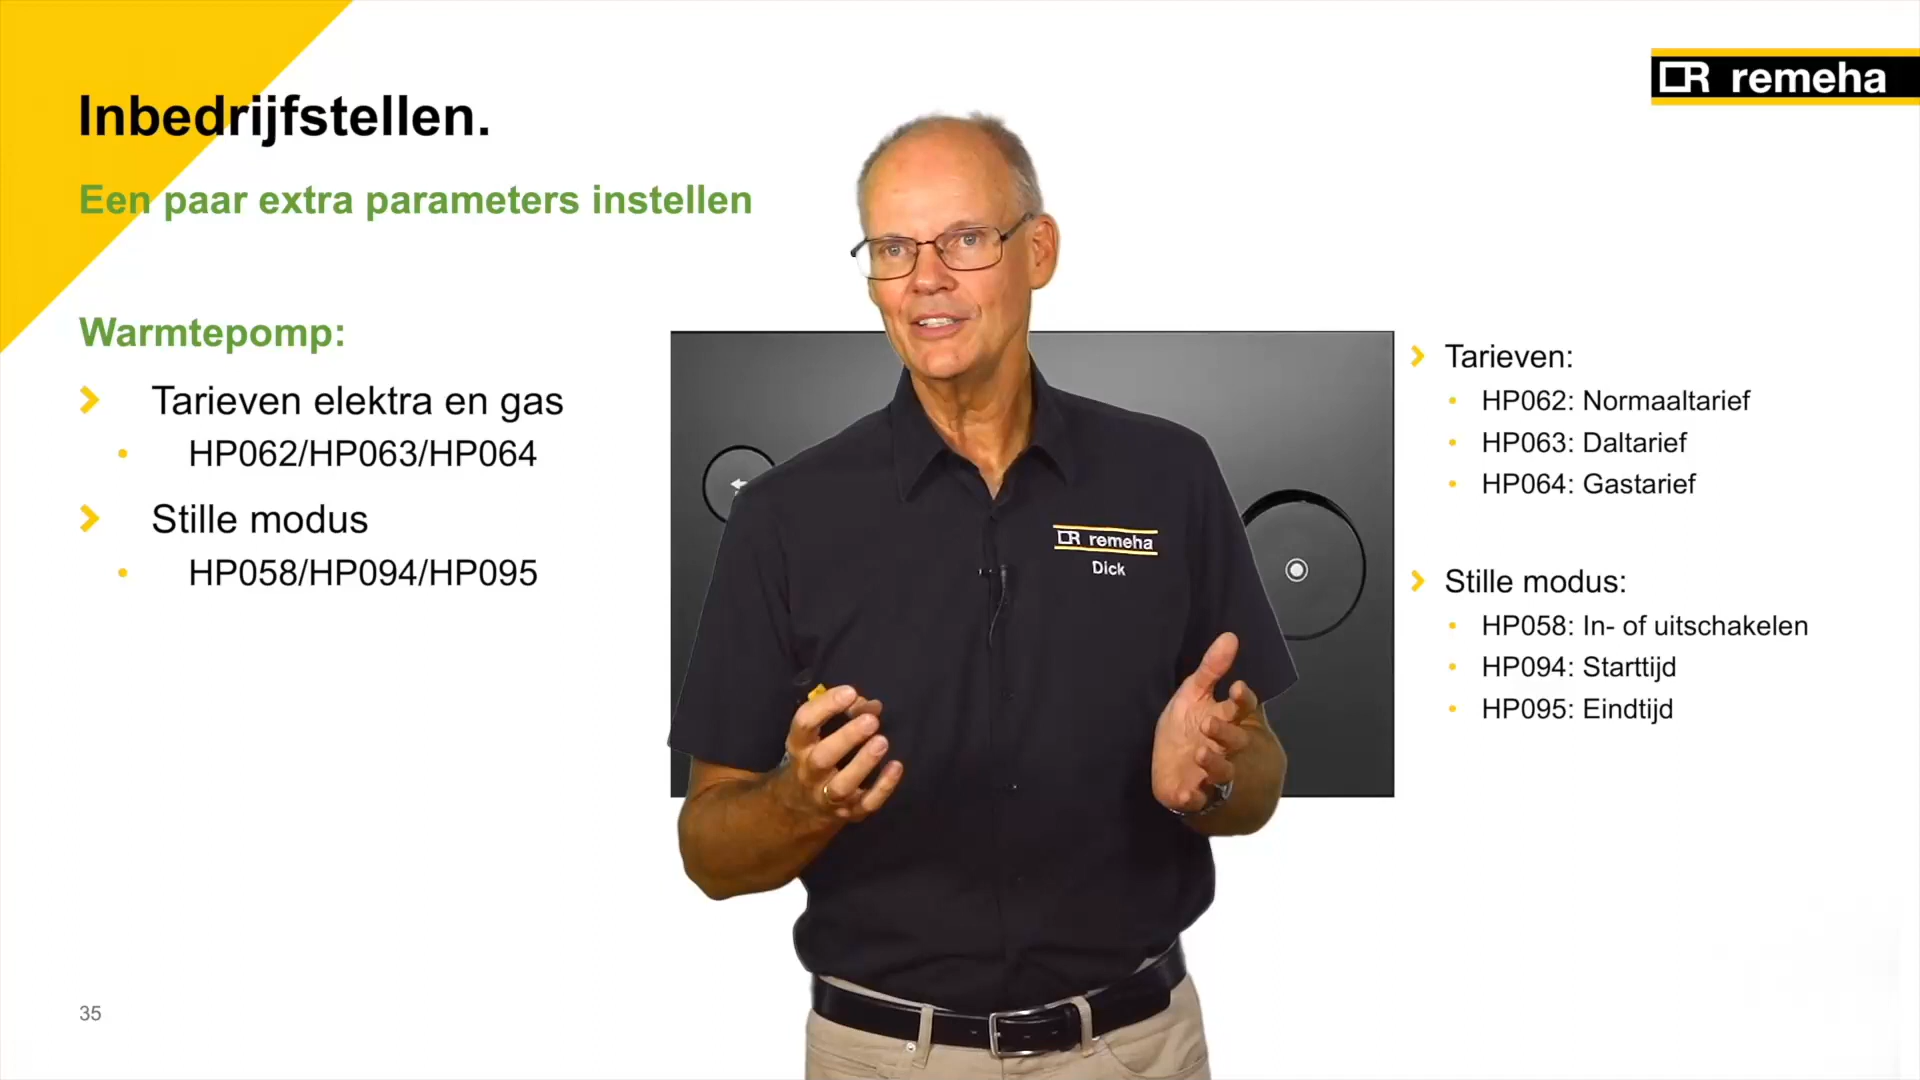 Inbedrijfstellen.
Een paar extra parameters instellen
remeha
Warmtepomp:
Tarieven elektra en gas
HP062/HP063/HP064
Stille modus
HP058/HP094/HP095
remeha
Dick
Tarieven:
HP062: Normaaltarief
HP063: Daltarief
HP064: Gastarief
Stille modus:
HP058: In- of uitschakelen
HP094: Starttijd
HP095: Eindtijd
35